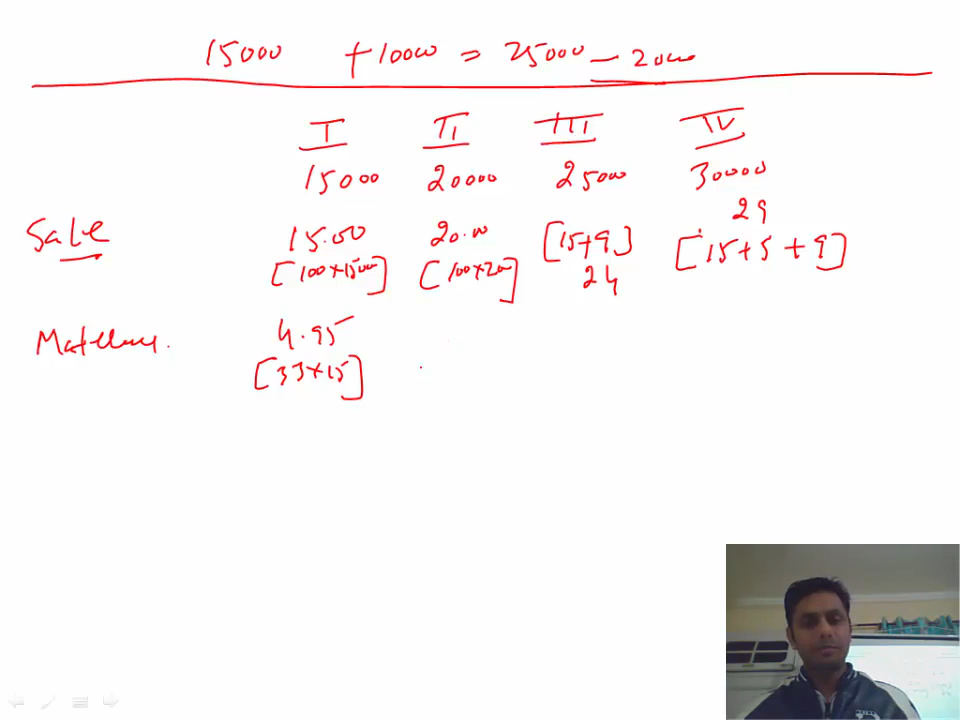 15000 + 10000 = 25000 - 2000
I II III IV
15000 20000 25000 30000
29
Sale 15.00 20.00 [15+9] [15+5+9]
[100×15000] [100×200] 24
4.95
[33×15]